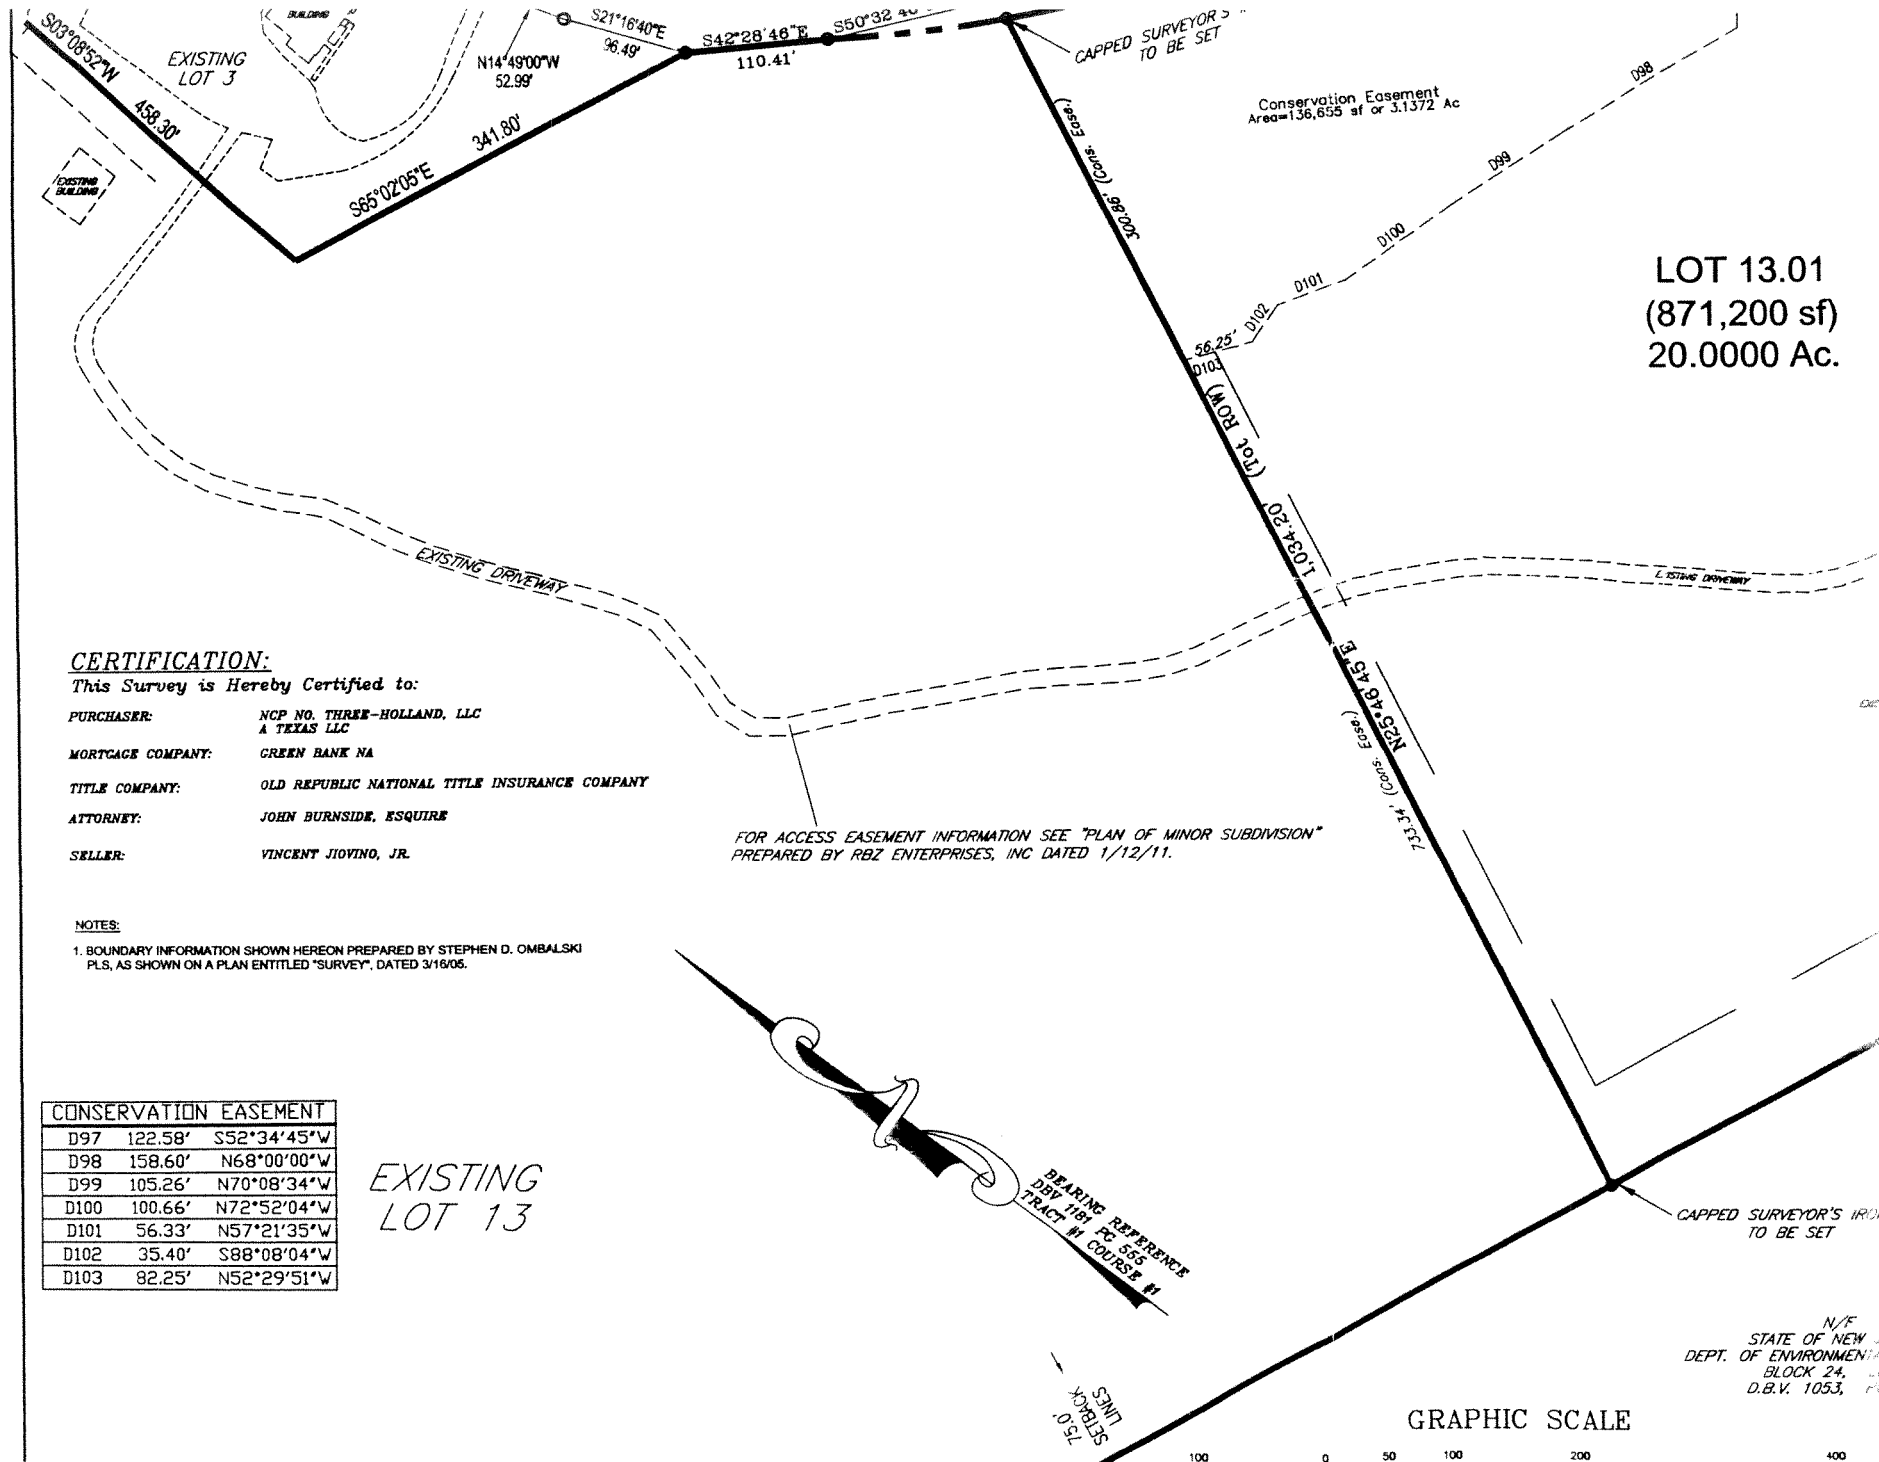 S03°08'52"W
458.30'
EXISTING
LOT 3
BUILDING
EXISTING
BUILDING
N14°49'00"W
52.99'
S21°16'40"E
96.49'
S65°02'05"E
341.80'
S42°28'46"E
110.41'
S50°32'40"
CAPPED SURVEYOR'S
TO BE SET
Conservation Easement
Area=136,655 sf or 3.1372 Ac
D98
D99
D100
D101
D102
56.25'
D103
300.86' (Cons. Ease.)
LOT 13.01
(871,200 sf)
20.0000 Ac.
1,034.20' (Tot ROW)
N25°46'45"E
733.34' (Cons. Ease.)
EXISTING DRIVEWAY
EXISTING DRIVEWAY
CERTIFICATION:
This Survey is Hereby Certified to:
PURCHASER: NCP NO. THREE-HOLLAND, LLC
A TEXAS LLC
MORTGAGE COMPANY: GREEN BANK NA
TITLE COMPANY: OLD REPUBLIC NATIONAL TITLE INSURANCE COMPANY
ATTORNEY: JOHN BURNSIDE, ESQUIRE
SELLER: VINCENT JIOVINO, JR.
FOR ACCESS EASEMENT INFORMATION SEE "PLAN OF MINOR SUBDIVISION"
PREPARED BY RBZ ENTERPRISES, INC DATED 1/12/11.
NOTES:
1. BOUNDARY INFORMATION SHOWN HEREON PREPARED BY STEPHEN D. OMBALSKI
PLS, AS SHOWN ON A PLAN ENTITLED "SURVEY", DATED 3/16/05.
CONSERVATION EASEMENT
D97 122.58' S52°34'45"W
D98 158.60' N68°00'00"W
D99 105.26' N70°08'34"W
D100 100.66' N72°52'04"W
D101 56.33' N57°21'35"W
D102 35.40' S88°08'04"W
D103 82.25' N52°29'51"W
EXISTING
LOT 13
BEARING REFERENCE
DBV 1181 PG 555
TRACT #1 COURSE #1
75.0'
SETBACK
LINES
CAPPED SURVEYOR'S
TO BE SET
N/F
STATE OF NEW
DEPT. OF
BLOCK 24,
D.B.V. 1053,
GRAPHIC SCALE
100 0 50 100 200 400